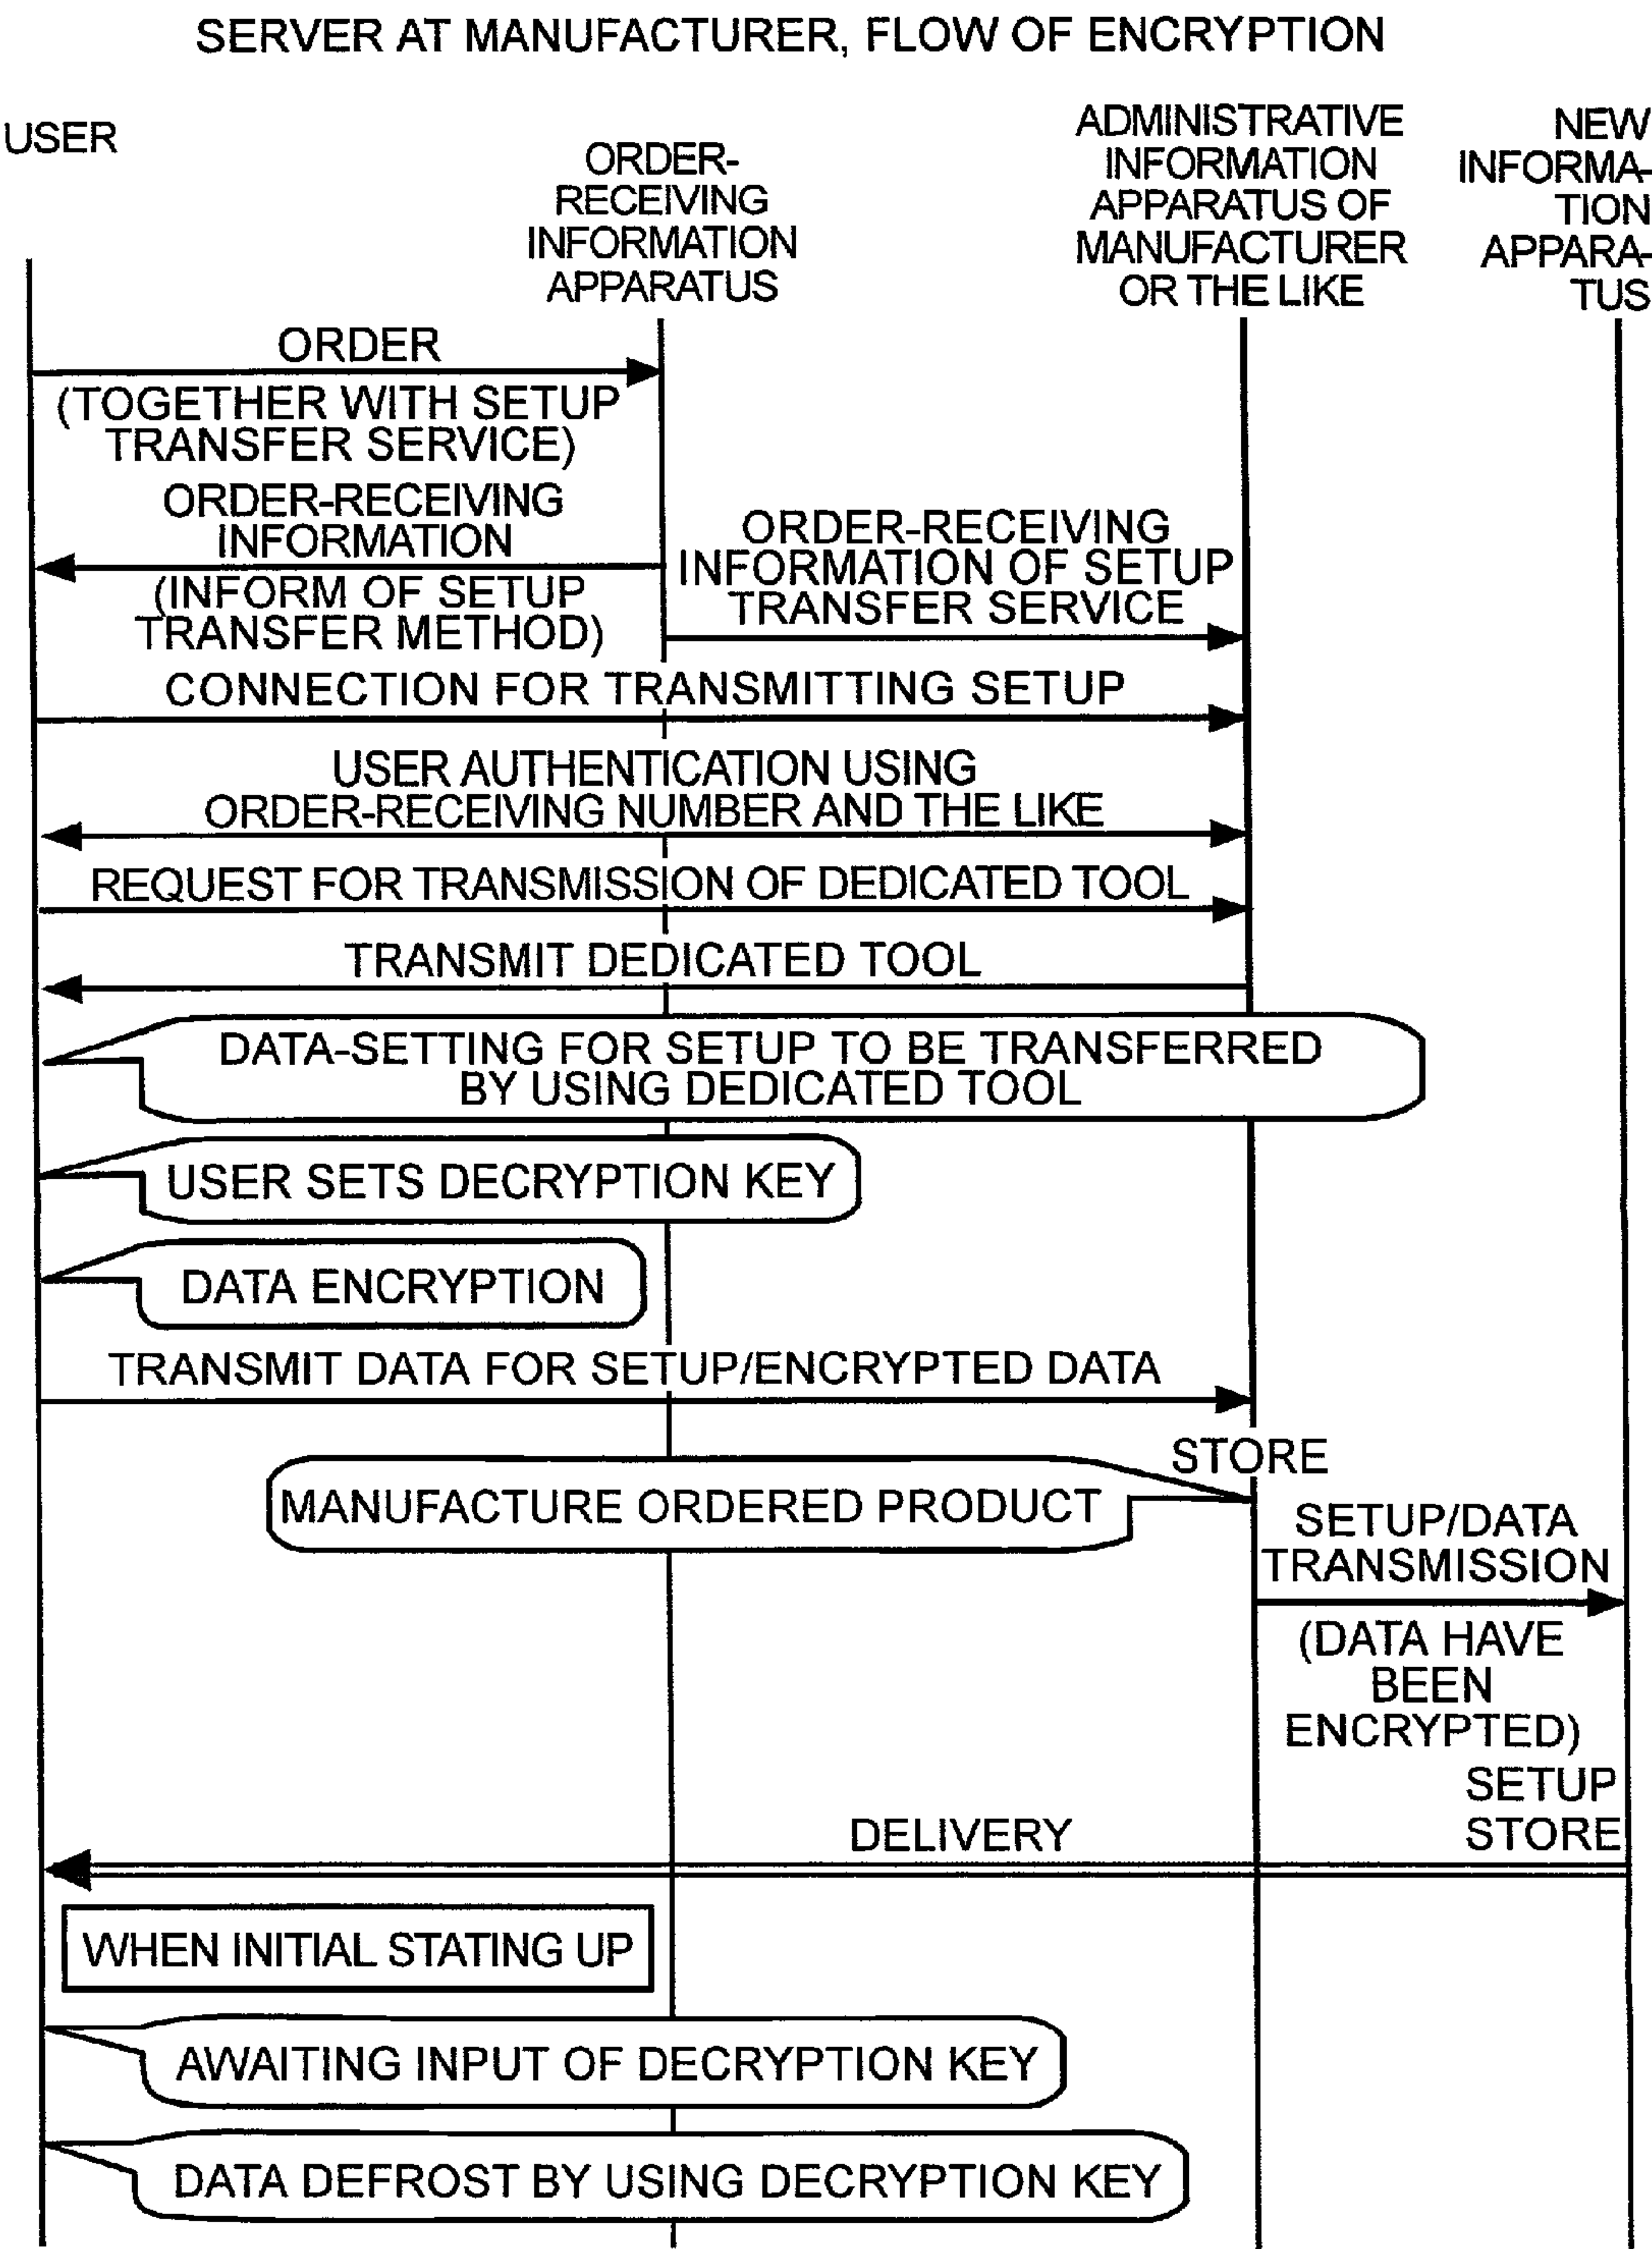 SERVER AT MANUFACTURER, FLOW OF ENCRYPTION
USER
ORDER-
RECEIVING
INFORMATION
APPARATUS
ADMINISTRATIVE
INFORMATION
APPARATUS OF
MANUFACTURER
OR THE LIKE
NEW
INFORMA-
TION
APPARA-
TUS
ORDER
(TOGETHER WITH SETUP
TRANSFER SERVICE)
ORDER-RECEIVING
INFORMATION
(INFORM OF SETUP
TRANSFER METHOD)
ORDER-RECEIVING
INFORMATION OF SETUP
TRANSFER SERVICE
CONNECTION FOR TRANSMITTING SETUP
USER AUTHENTICATION USING
ORDER-RECEIVING NUMBER AND THE LIKE
REQUEST FOR TRANSMISSION OF DEDICATED TOOL
TRANSMIT DEDICATED TOOL
DATA-SETTING FOR SETUP TO BE TRANSFERRED
BY USING DEDICATED TOOL
USER SETS DECRYPTION KEY
DATA ENCRYPTION
TRANSMIT DATA FOR SETUP/ENCRYPTED DATA
STORE
MANUFACTURE ORDERED PRODUCT
SETUP/DATA
TRANSMISSION
(DATA HAVE
BEEN
ENCRYPTED)
SETUP
STORE
DELIVERY
WHEN INITIAL STATING UP
AWAITING INPUT OF DECRYPTION KEY
DATA DEFROST BY USING DECRYPTION KEY